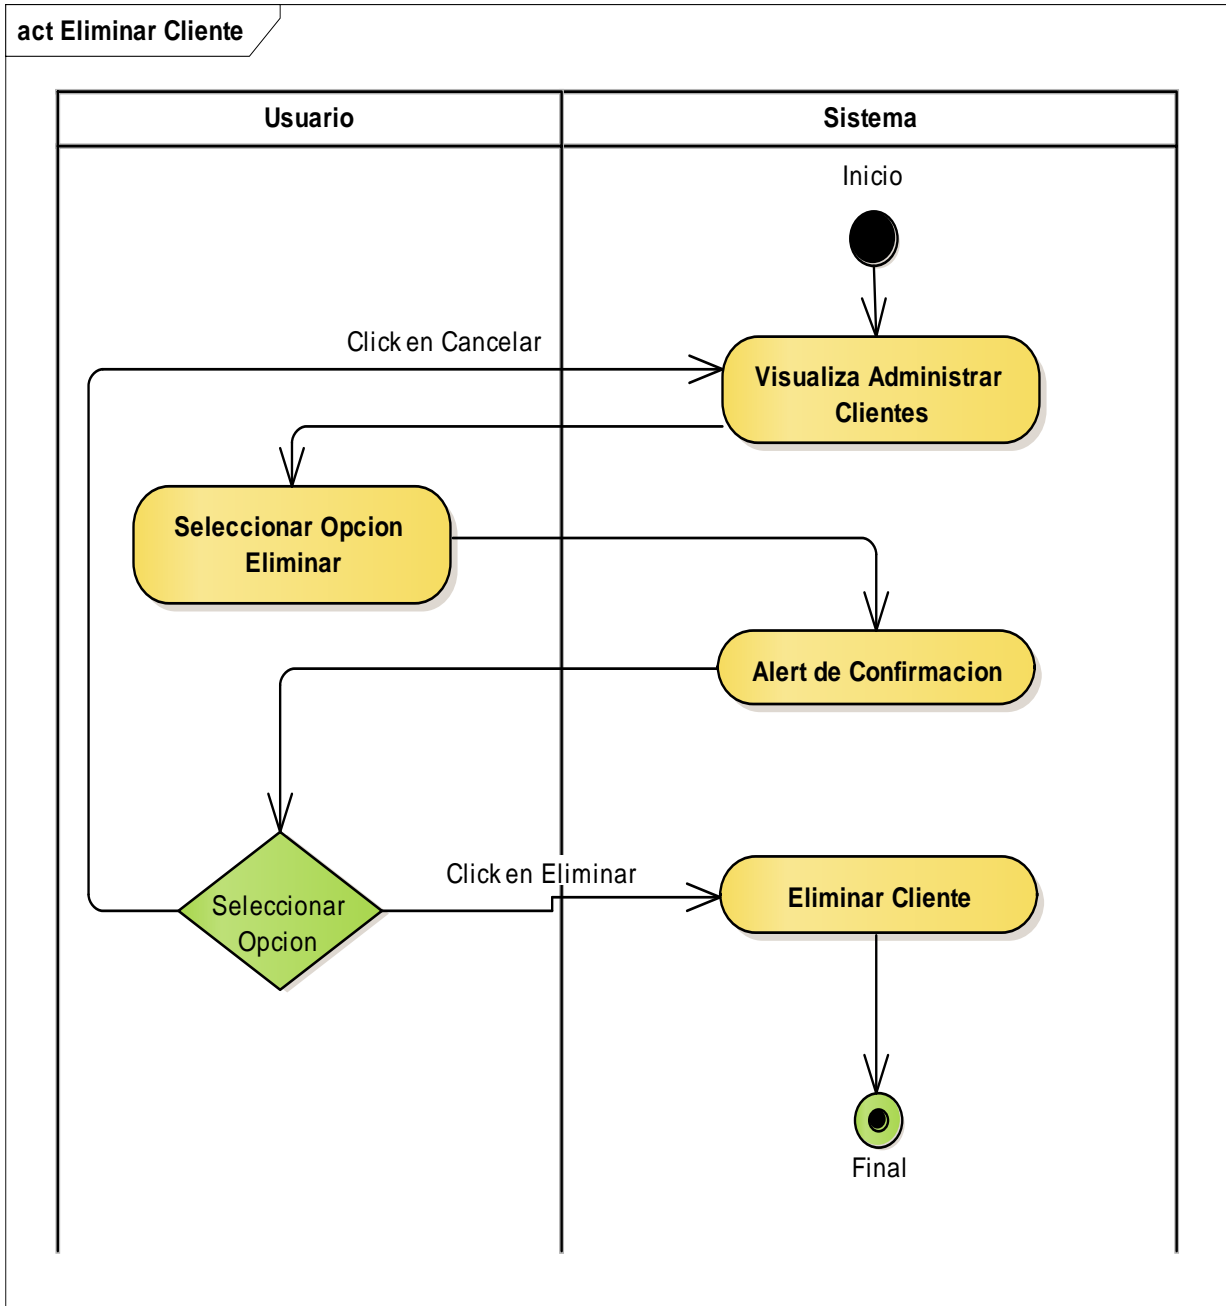 act Eliminar Cliente
Usuario
Sistema
Inicio
Click en Cancelar
Visualiza Administrar
Clientes
Seleccionar Opcion
Eliminar
Alert de Confirmacion
Click en Eliminar
Seleccionar
Opcion
Eliminar Cliente
Final